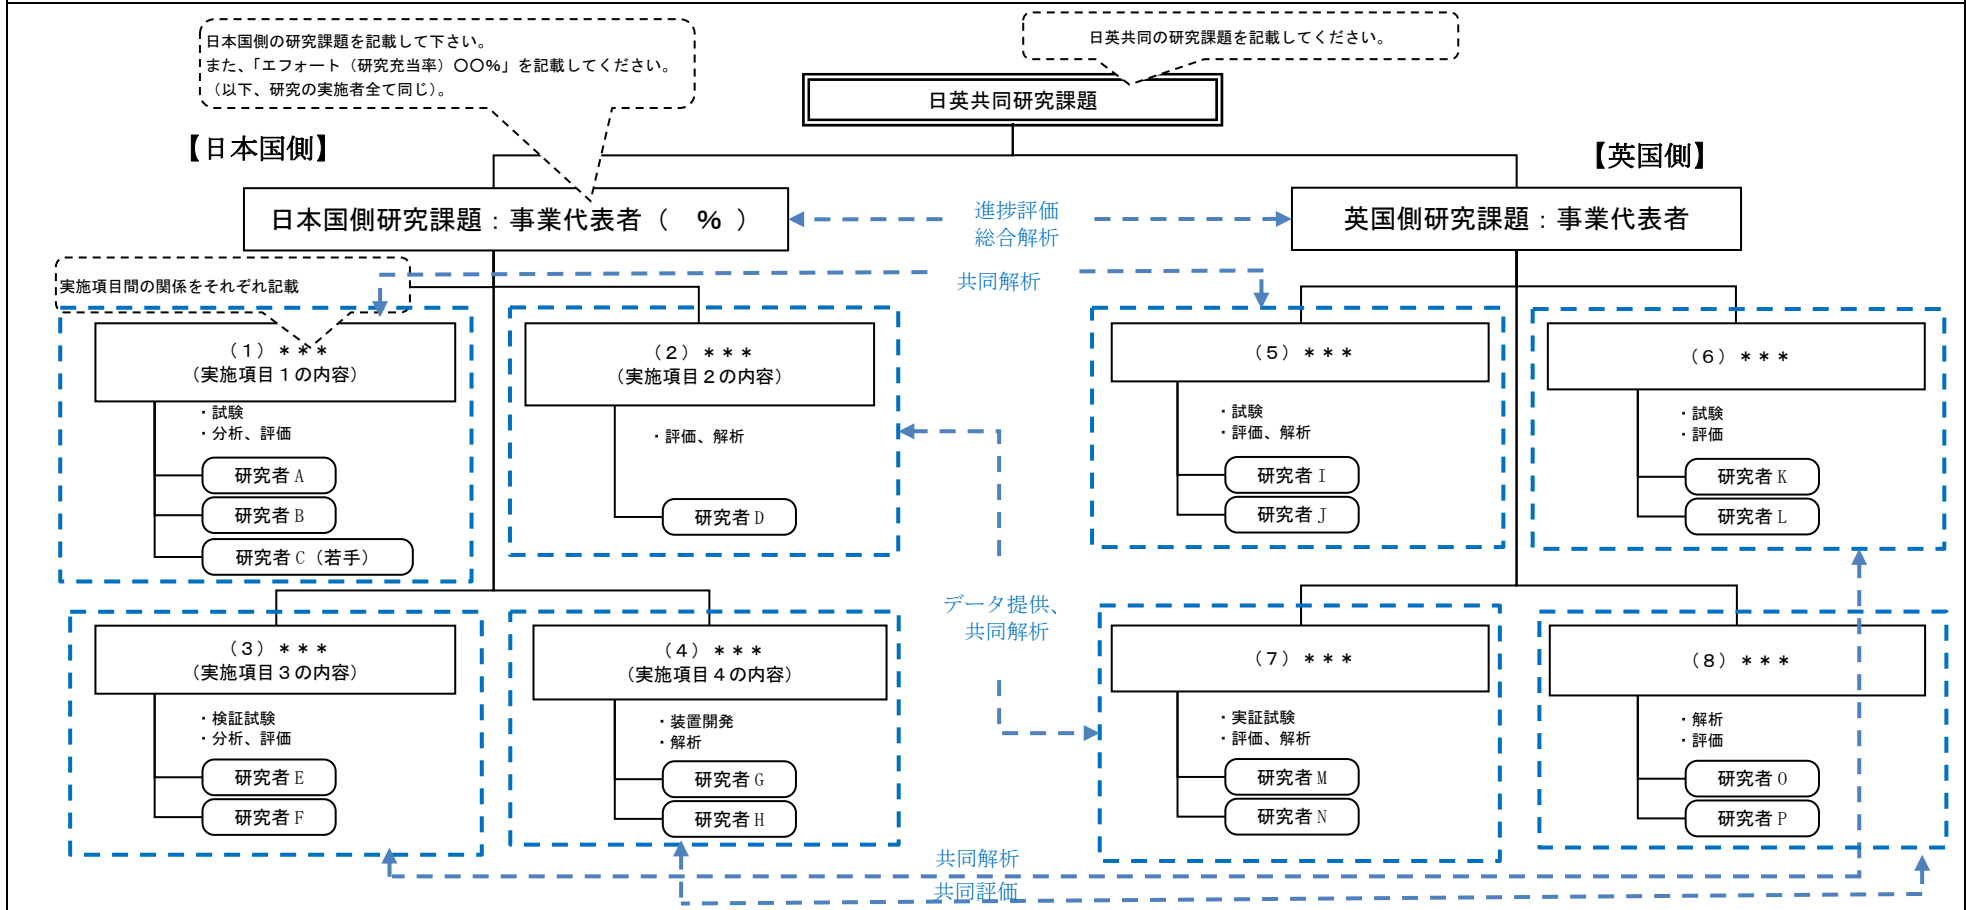 日本国側の研究課題を記載して下さい。
また、「エフォート（研究充当率）〇〇%」を記載してください。
（以下、研究の実施者全て同じ）。
日英共同の研究課題を記載してください。
日英共同研究課題
【日本国側】
【英国側】
日本国側研究課題：事業代表者（　%　）
進捗評価
総合解析
英国側研究課題：事業代表者
共同解析
実施項目間の関係をそれぞれ記載
（１）＊＊＊
（実施項目１の内容）
・試験
・分析、評価
研究者 A
研究者 B
研究者 C（若手）
（２）＊＊＊
（実施項目２の内容）
・評価、解析
研究者 D
（５）＊＊＊
・試験
・評価、解析
研究者 I
研究者 J
（６）＊＊＊
・試験
・評価
研究者 K
研究者 L
データ提供、
共同解析
（３）＊＊＊
（実施項目３の内容）
・検証試験
・分析、評価
研究者 E
研究者 F
（４）＊＊＊
（実施項目４の内容）
・装置開発
・解析
研究者 G
研究者 H
（７）＊＊＊
・実証試験
・評価、解析
研究者 M
研究者 N
（８）＊＊＊
・解析
・評価
研究者 O
研究者 P
共同解析
共同評価